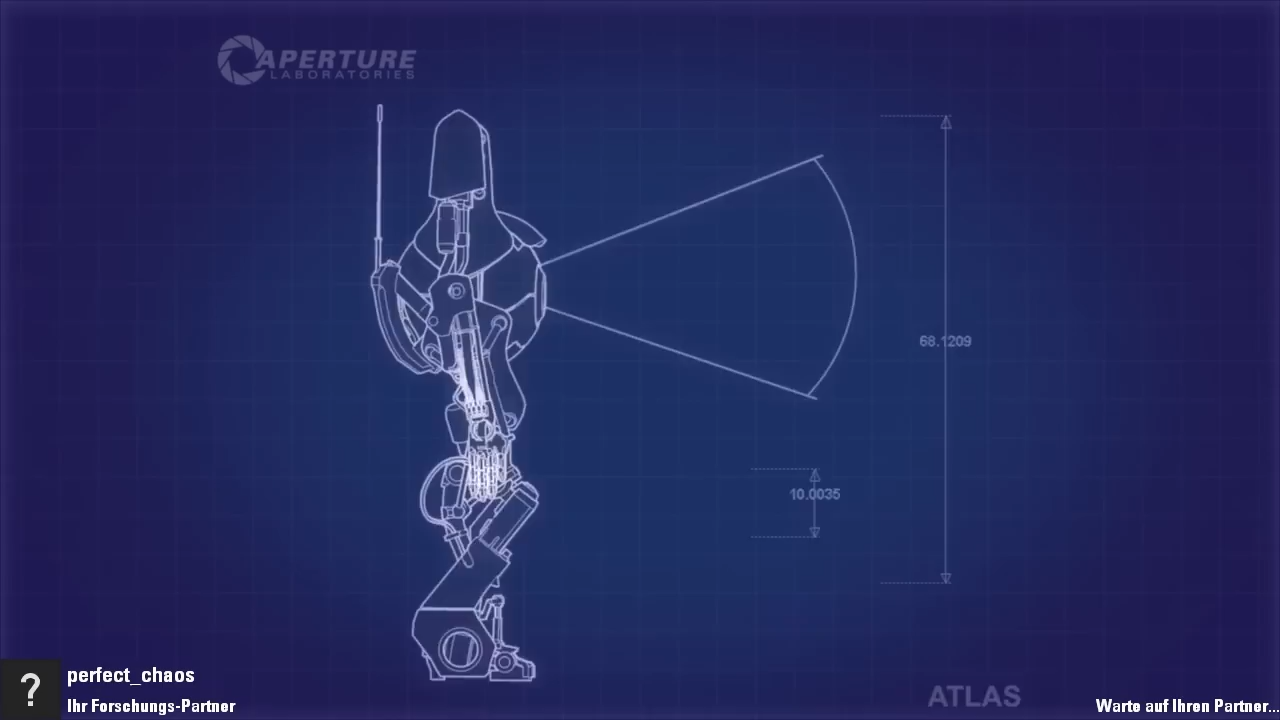 APERTURE
LABORATORIES
68.1209
10.0035
?
perfect_chaos
Ihr Forschungs-Partner
ATLAS
Warte auf Ihren Partner...